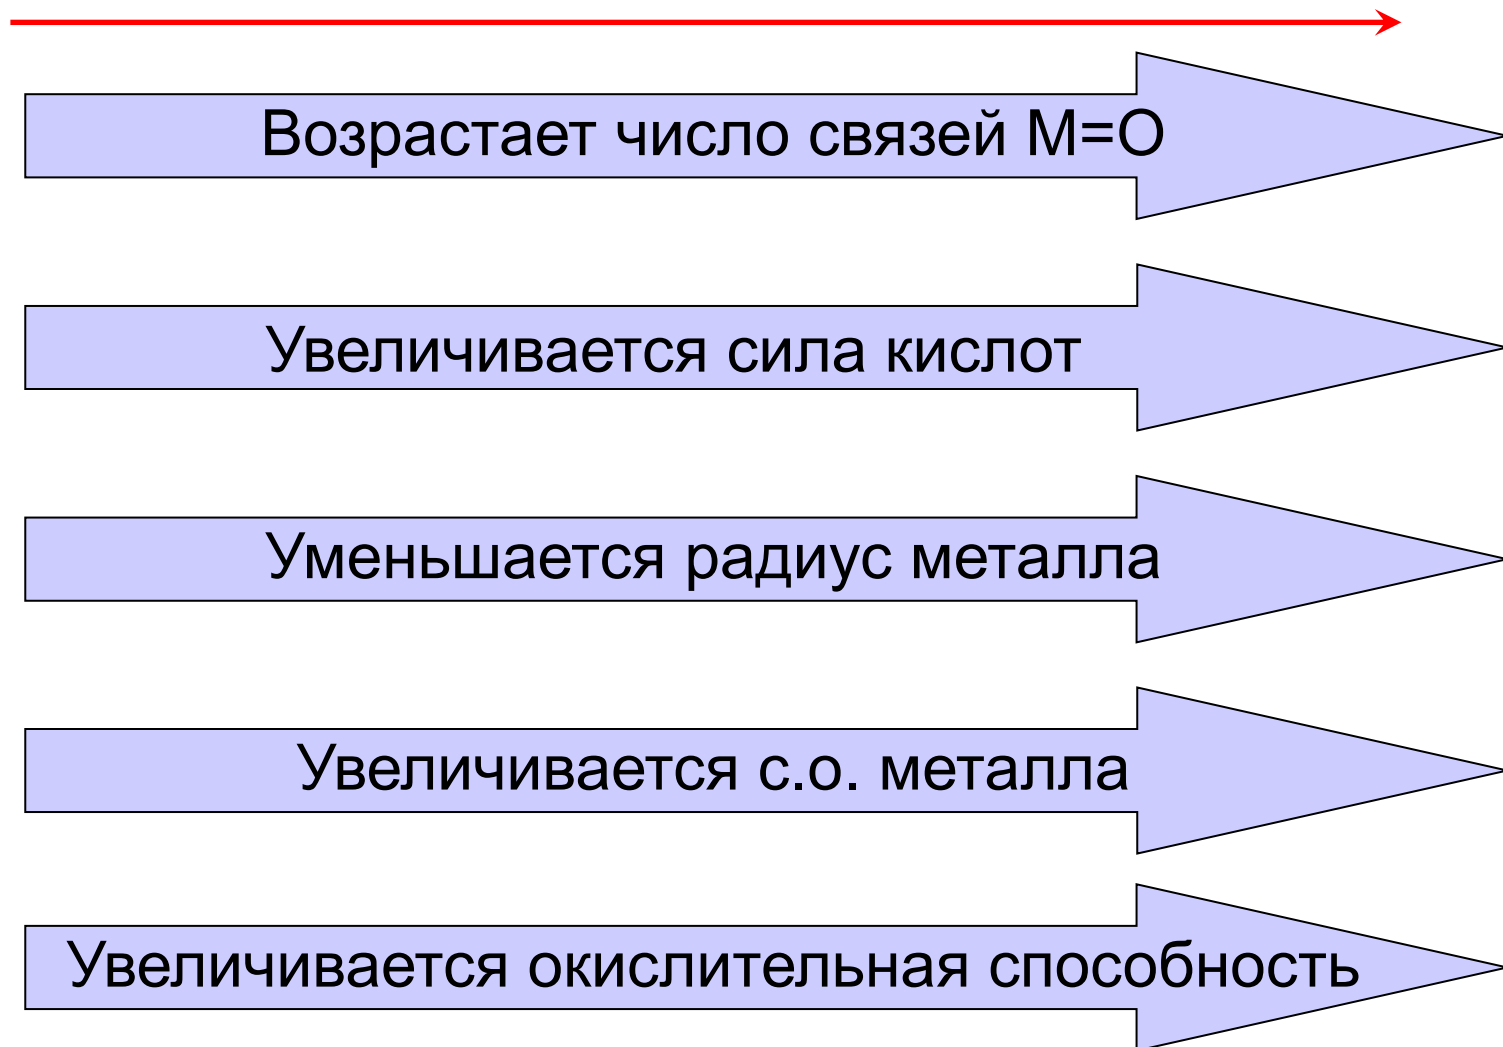 Возрастает число связей М=О
Увеличивается сила кислот
Уменьшается радиус металла
Увеличивается с.о. металла
Увеличивается окислительная способность